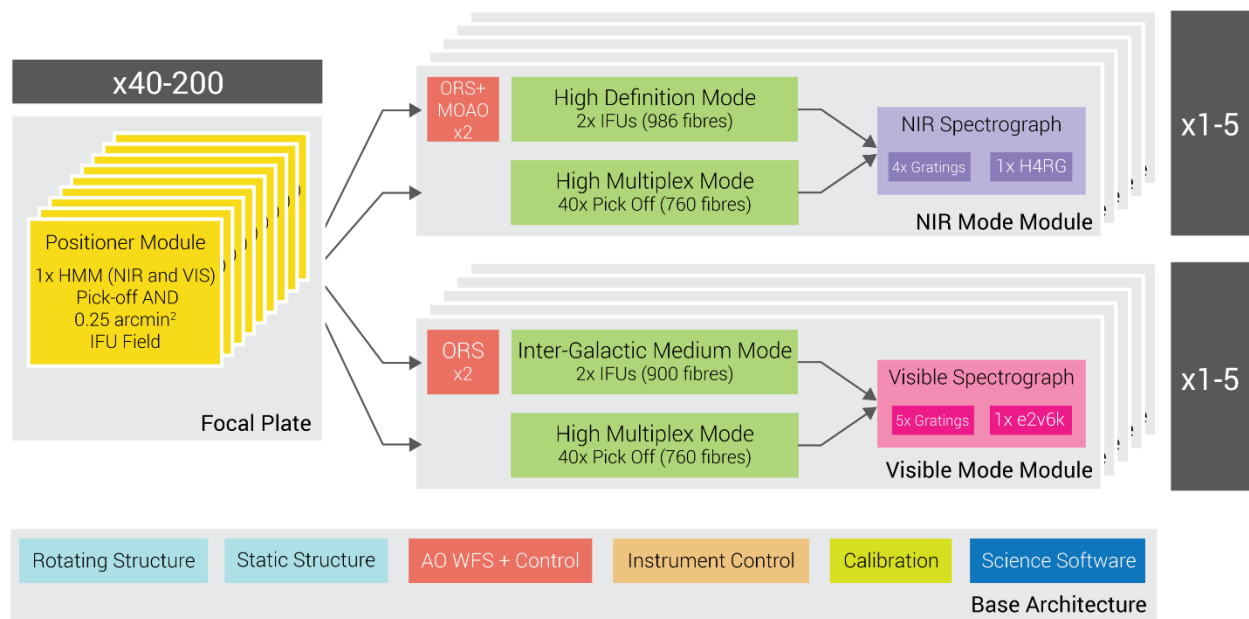 x40-200
Positioner Module
1x HMM (NIR and VIS)
Pick-off AND
0.25 arcmin²
IFU Field
Focal Plate
ORS+
MOAO
x2
High Definition Mode
2x IFUs (986 fibres)
High Multiplex Mode
40x Pick Off (760 fibres)
NIR Spectrograph
4x Gratings
1x H4RG
NIR Mode Module
x1-5
ORS
x2
Inter-Galactic Medium Mode
2x IFUs (900 fibres)
High Multiplex Mode
40x Pick Off (760 fibres)
Visible Spectrograph
5x Gratings
1x e2v6k
Visible Mode Module
x1-5
Rotating Structure
Static Structure
AO WFS + Control
Instrument Control
Calibration
Science Software
Base Architecture